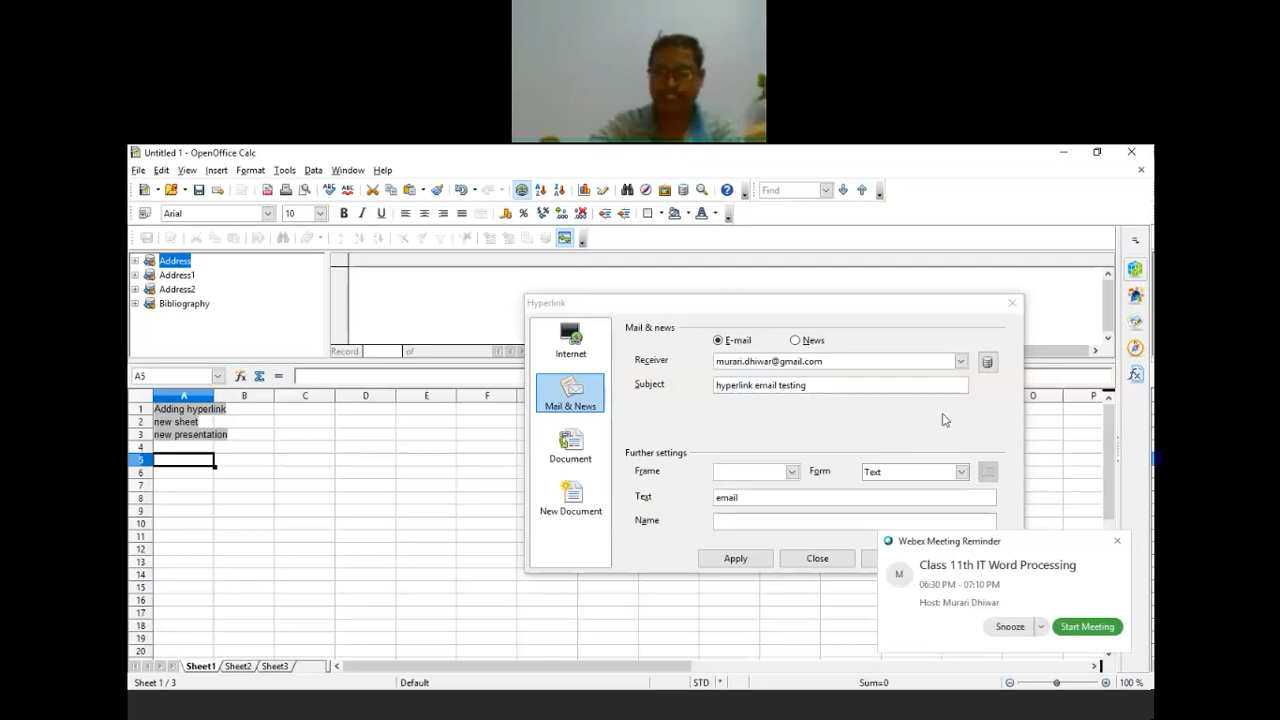 Untitled 1 - OpenOffice Calc
File Edit View Insert Format Tools Data Window Help
Find
Arial 10
Address
Address1
Address2
Bibliography
Record of
Hyperlink
Internet
Mail & News
Document
New Document
Mail & news
E-mail News
Receiver murari.dhiwar@gmail.com
Subject hyperlink email testing
Further settings
Frame Form Text
Text email
Name
Apply Close
A5
A B C D E F O P
1 Adding hyperlink
2 new sheet
3 new presentation
4
5
6
7
8
9
10
11
12
13
14
15
16
17
18
19
20
Webex Meeting Reminder
M
Class 11th IT Word Processing
06:30 PM - 07:10 PM
Host: Murari Dhiwar
Snooze Start Meeting
Sheet1 Sheet2 Sheet3
Sheet 1 / 3 Default STD * Sum=0 100 %